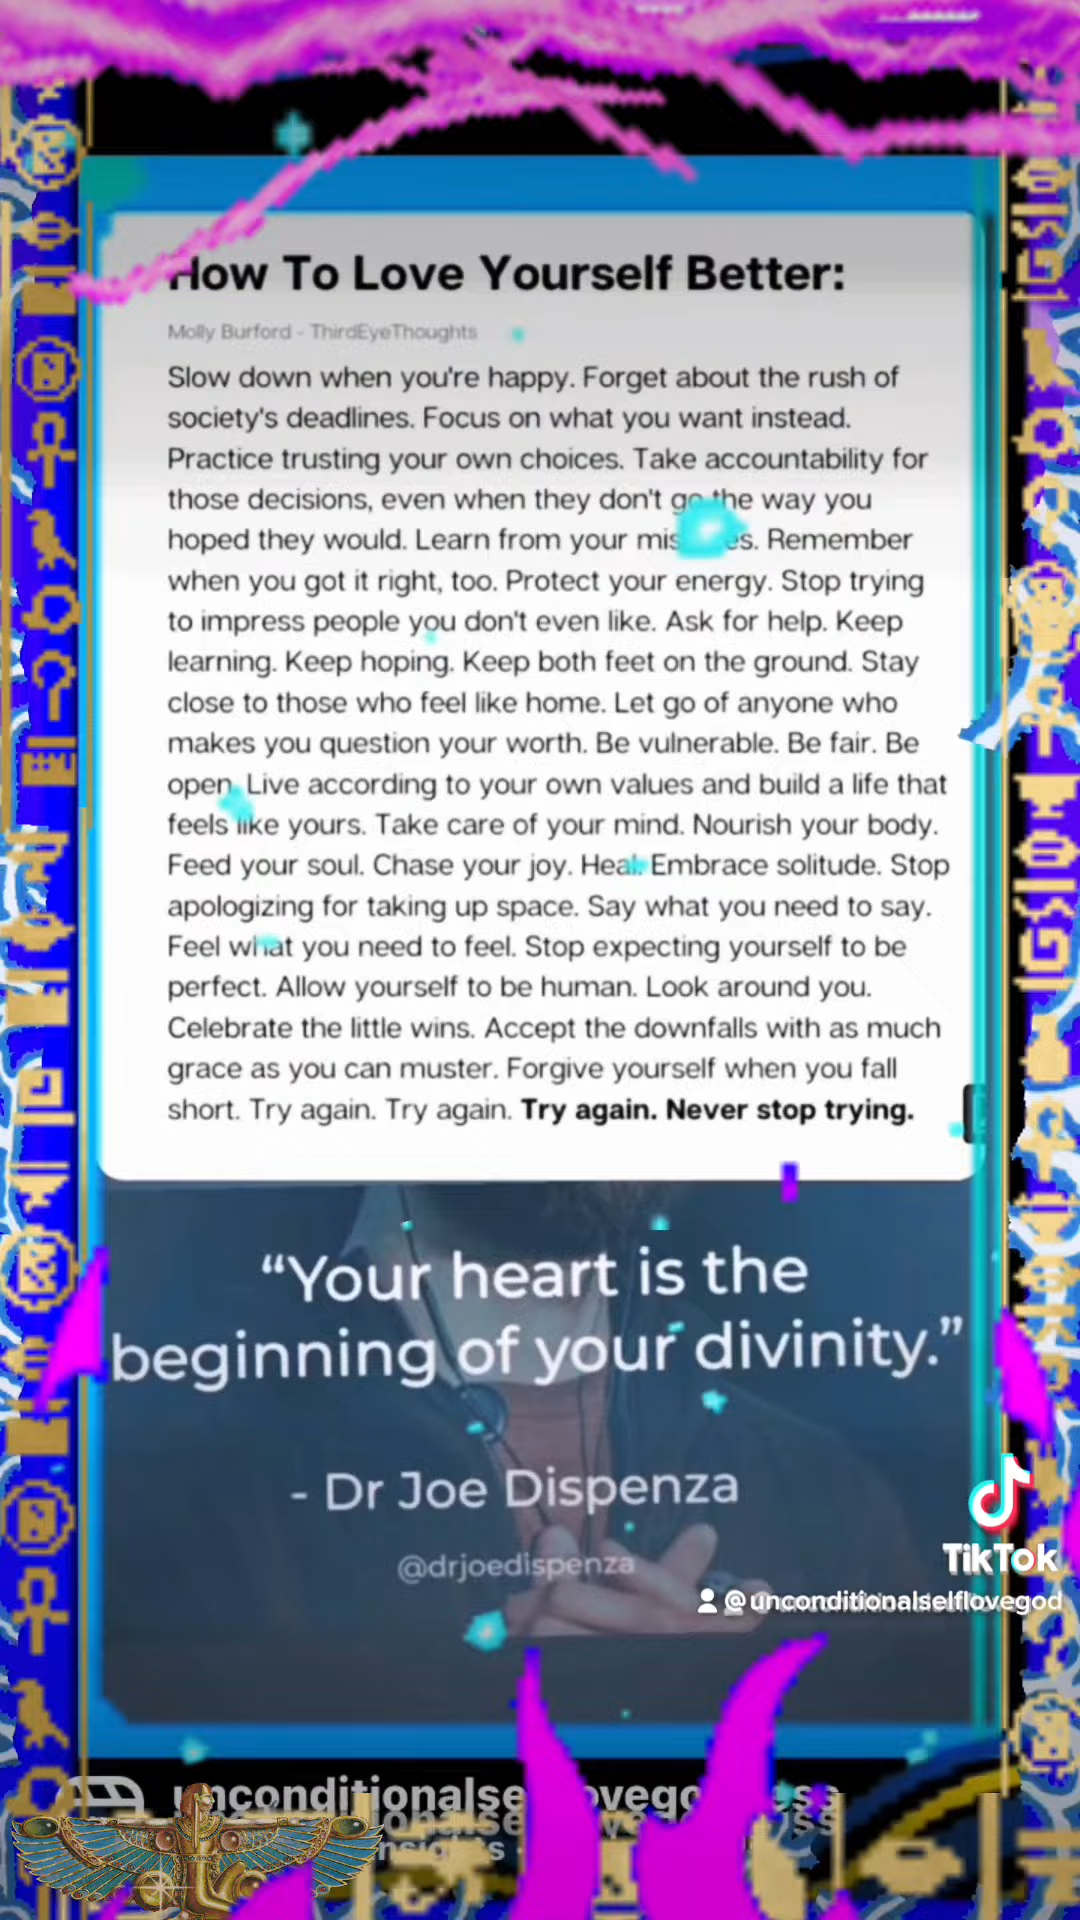 How To Love Yourself Better:
Molly Burford - ThirdEyeThoughts
Slow down when you're happy. Forget about the rush of
society's deadlines. Focus on what you want instead.
Practice trusting your own choices. Take accountability for
those decisions, even when they don't go the way you
hoped they would. Learn from your mistakes. Remember
when you got it right, too. Protect your energy. Stop trying
to impress people you don't even like. Ask for help. Keep
learning. Keep hoping. Keep both feet on the ground. Stay
close to those who feel like home. Let go of anyone who
makes you question your worth. Be vulnerable. Be fair. Be
open. Live according to your own values and build a life that
feels like yours. Take care of your mind. Nourish your body.
Feed your soul. Chase your joy. Heal. Embrace solitude. Stop
apologizing for taking up space. Say what you need to say.
Feel what you need to feel. Stop expecting yourself to be
perfect. Allow yourself to be human. Look around you.
Celebrate the little wins. Accept the downfalls with as much
grace as you can muster. Forgive yourself when you fall
short. Try again. Try again. Try again. Never stop trying.
“Your heart is the
beginning of your divinity.”
- Dr Joe Dispenza
@drjoedispenza
TikTok
@unconditionalselflovegod